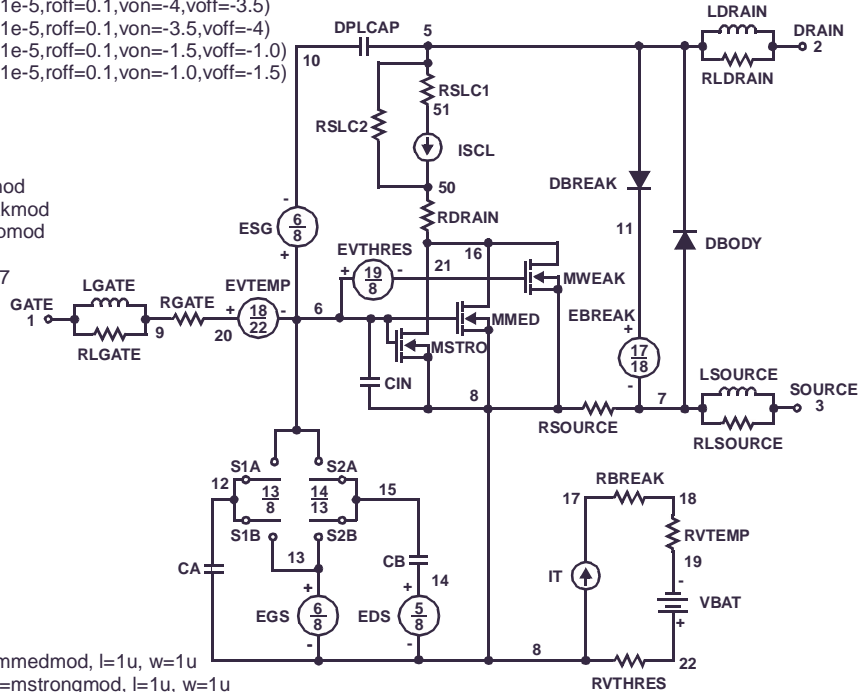 1e-5,roff=0.1,von=-4,voff=-3.5)
1e-5,roff=0.1,von=-3.5,voff=-4)
1e-5,roff=0.1,von=-1.5,voff=-1.0)
1e-5,roff=0.1,von=-1.0,voff=-1.5)
LDRAIN
DPLCAP
5
DRAIN
2
10
RLDRAIN
RSLC1
51
RSLC2
ISCL
nod
kmod
omod
50
DBREAK
RDRAIN
ESG
6
8
-
+
11
DBODY
EVTHRES
+
19
8
-
21
16
MWEAK
7
LGATE
GATE
1
RLGATE
9
RGATE
20
EVTEMP
+
18
22
-
6
MMED
MSTRO
EBREAK
+
17
18
-
CIN
8
RSOURCE
7
LSOURCE
SOURCE
3
RLSOURCE
S1A
S2A
12
13
8
14
13
15
S1B
S2B
13
CA
CB
14
EGS
+
6
8
-
EDS
+
5
8
-
RBREAK
17
18
RVTEMP
19
IT
-
VBAT
+
8
22
RVTHRES
mmedmod, l=1u, w=1u
=mstrongmod, l=1u, w=1u